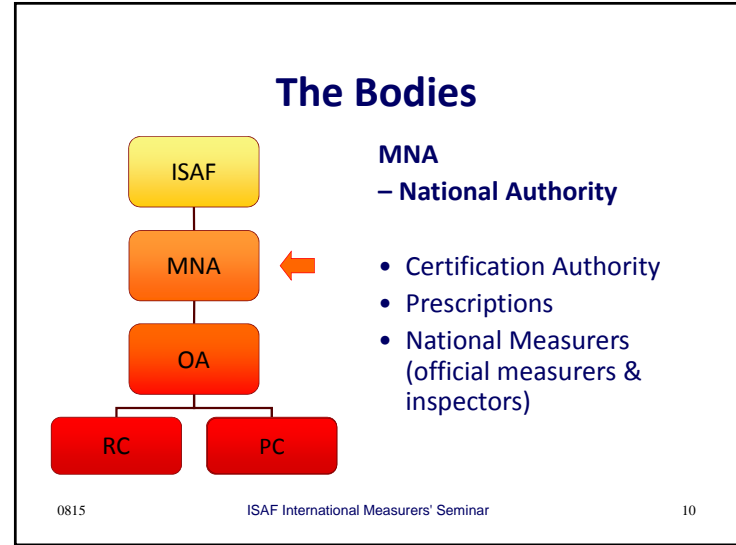 The Bodies
ISAF
MNA
OA
RC
PC
MNA
– National Authority
• Certification Authority
• Prescriptions
• National Measurers
(official measurers &
inspectors)
0815
ISAF International Measurers' Seminar
10